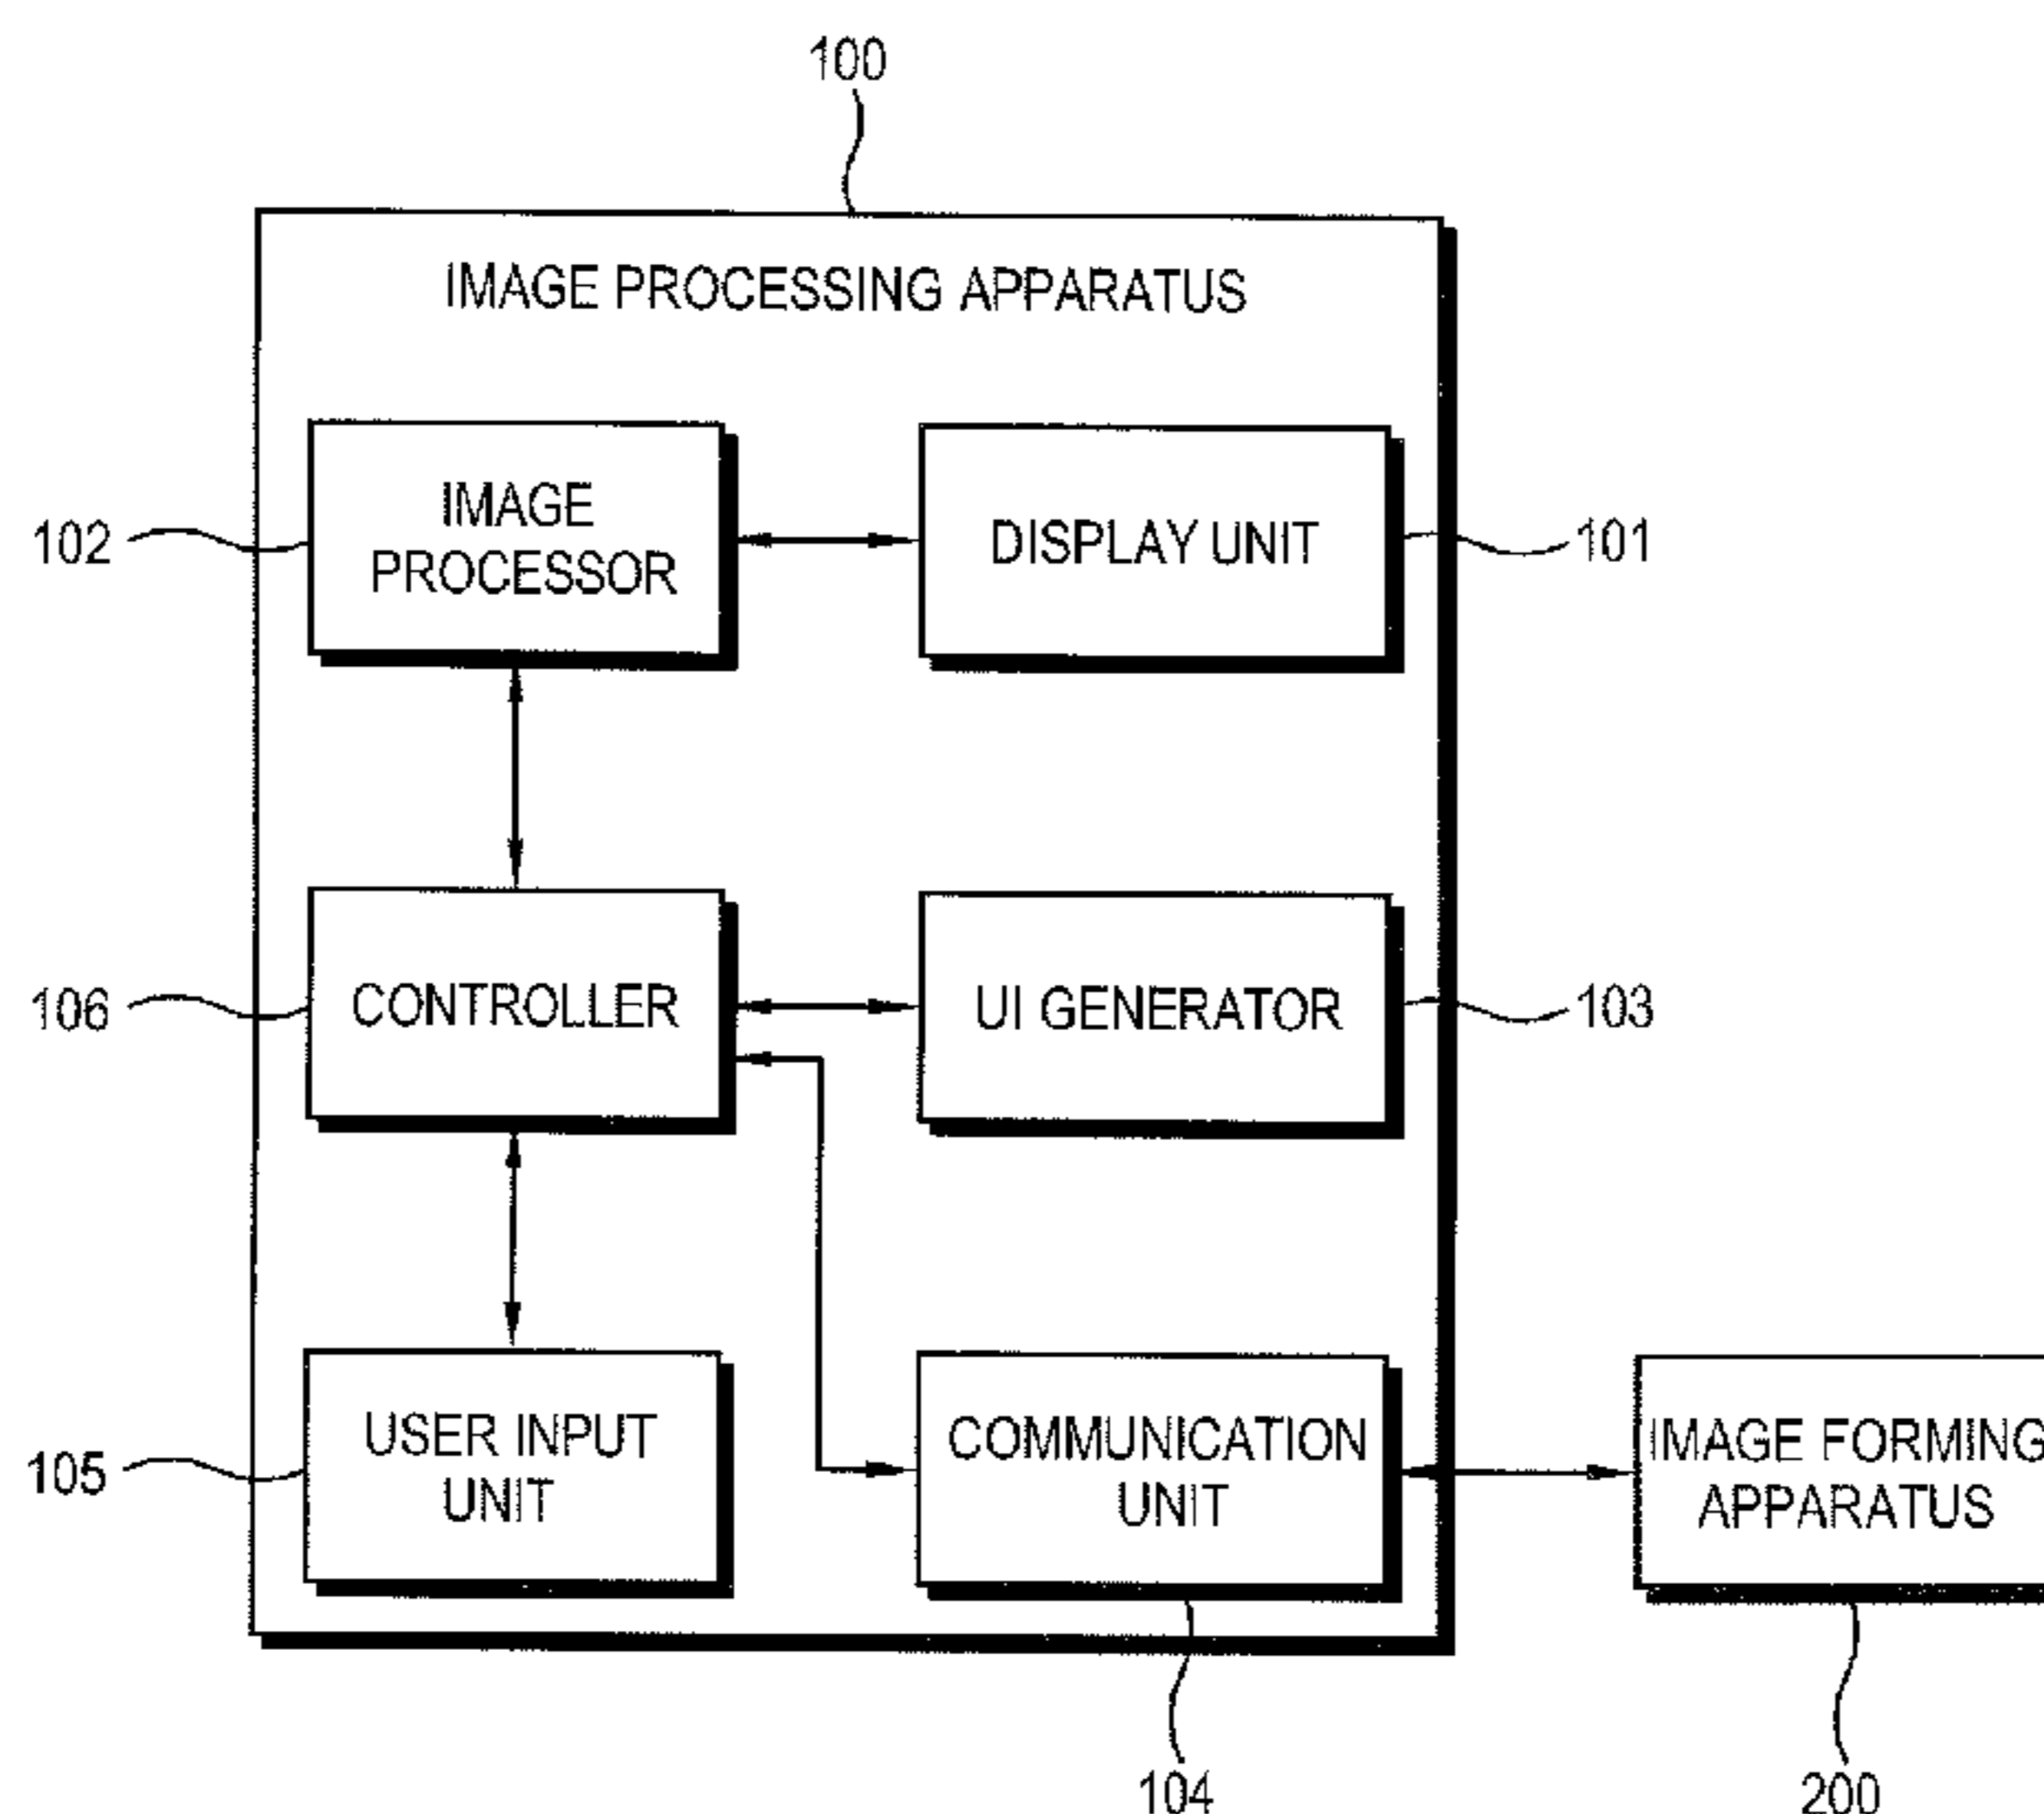 100
IMAGE PROCESSING APPARATUS
102
IMAGE
PROCESSOR
DISPLAY UNIT
101
106
CONTROLLER
UI GENERATOR
103
105
USER INPUT
UNIT
COMMUNICATION
UNIT
IMAGE FORMING
APPARATUS
104
200